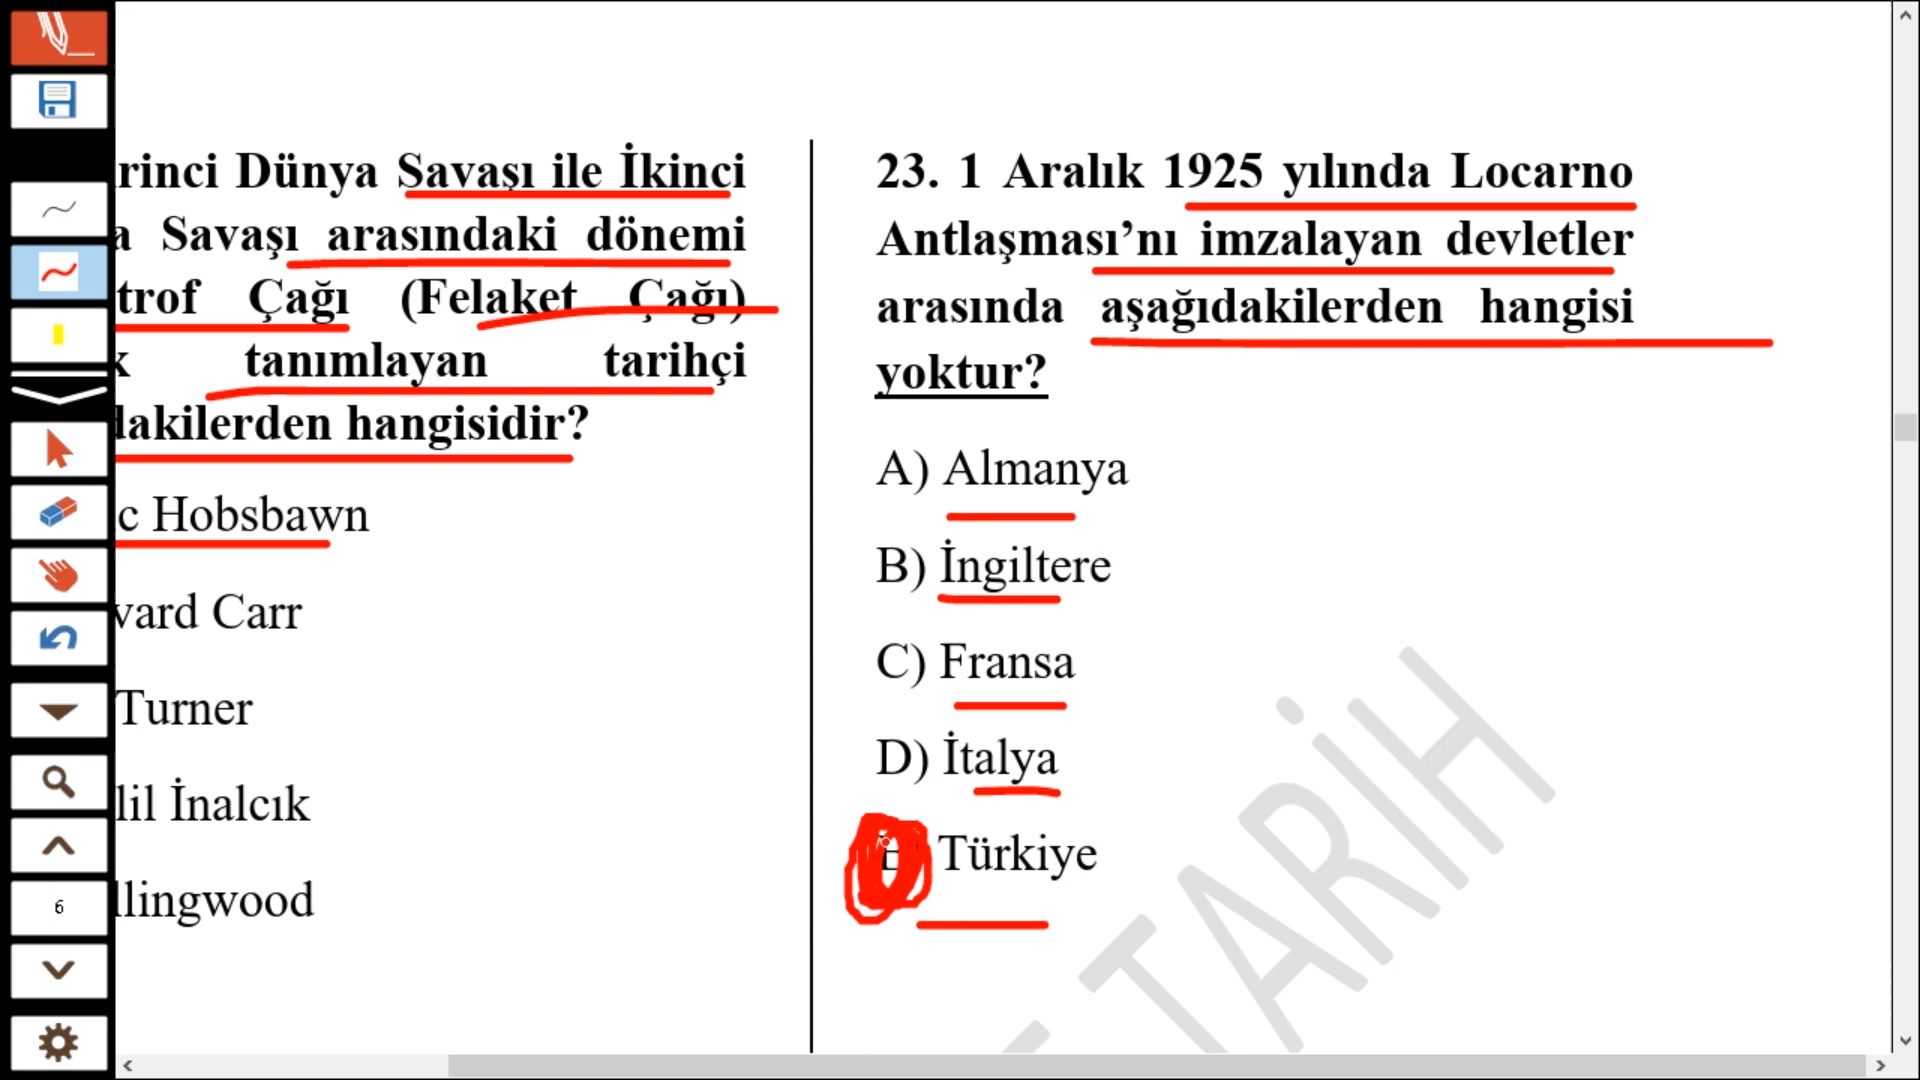 rinci Dünya Savaşı ile İkinci
a Savaşı arasındaki dönemi
trof Çağı (Felaket Çağı)
k tanımlayan tarihçi
dakilerden hangisidir?
c Hobsbawn
vard Carr
Turner
lil İnalcık
llingwood
23. 1 Aralık 1925 yılında Locarno
Antlaşması’nı imzalayan devletler
arasında aşağıdakilerden hangisi
yoktur?
A) Almanya
B) İngiltere
C) Fransa
D) İtalya
E) Türkiye
TARİH
6